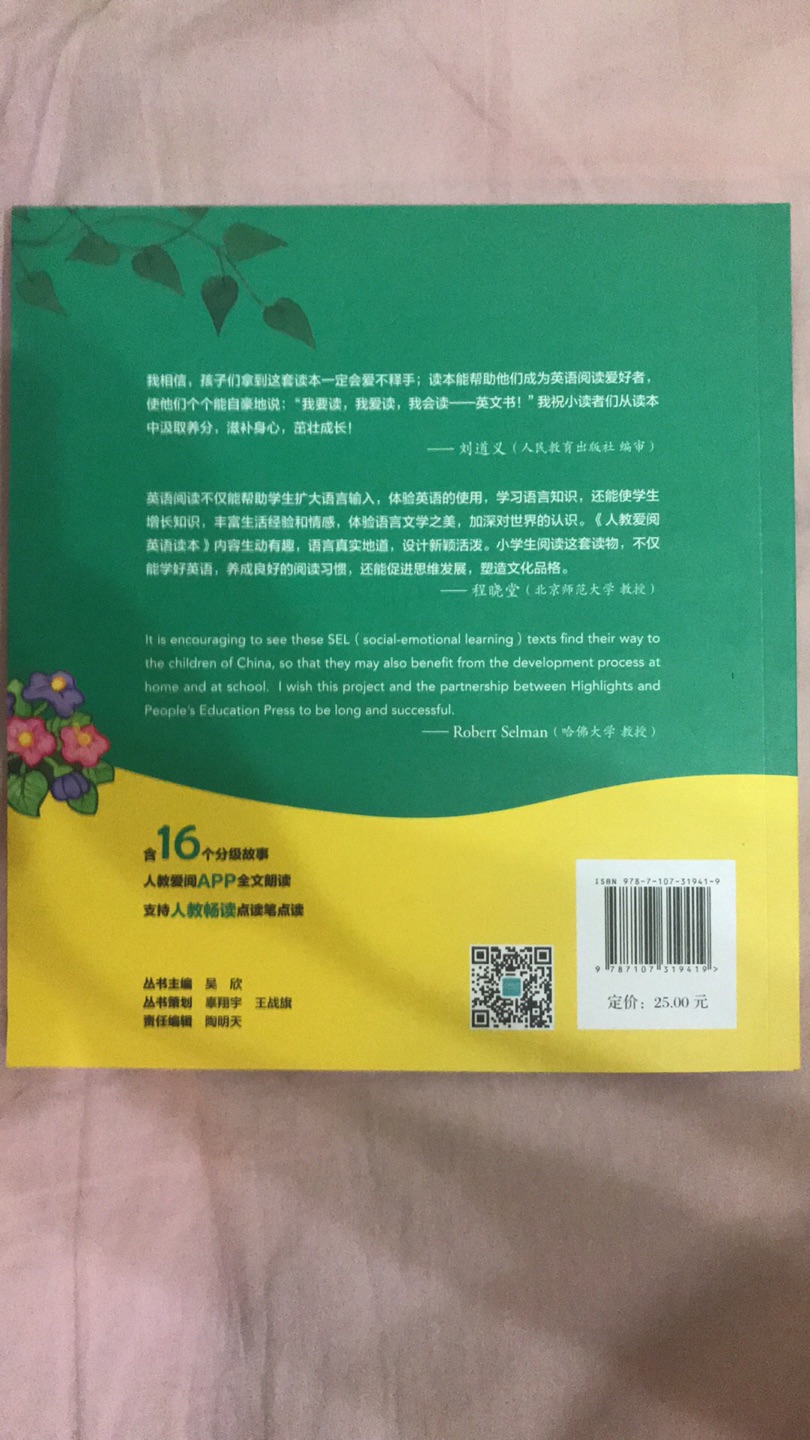 我相信，孩子们拿到这套读本一定会爱不释手；读本能帮助他们成为英语阅读爱好者，
使他们个个能自豪地说：“我要读，我爱读，我会读——英文书！”我祝小读者们从读本
中汲取养分，滋补身心，茁壮成长！
—— 刘道义（人民教育出版社 编审）
英语阅读不仅能帮助学生扩大语言输入，体验英语的使用，学习语言知识，还能使学生
增长知识，丰富生活经验和情感，体验语言文学之美，加深对世界的认识。《人教爱阅
英语读本》内容生动有趣，语言真实地道，设计新颖活泼。小学生阅读这套读物，不仅
能学好英语，养成良好的阅读习惯，还能促进思维发展，塑造文化品格。
—— 程晓堂（北京师范大学 教授）
It is encouraging to see these SEL（social-emotional learning）texts find their way to
the children of China, so that they may also benefit from the development process at
home and at school. I wish this project and the partnership between Highlights and
People's Education Press to be long and successful.
—— Robert Selman（哈佛大学 教授）
含16个分级故事
人教爱阅APP全文朗读
支持人教畅读点读笔点读
丛书主编 吴 欣
丛书策划 辜翔宇 王战旗
责任编辑 陶明天
ISBN 978-7-107-31941-9
9 787107 319419 >
定价：25.00 元